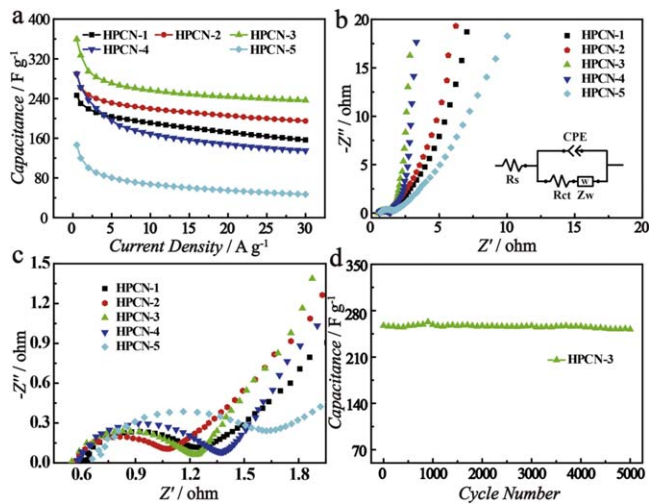 a
Capacitance / F g-1
360
300
240
180
120
60
0
HPCN-1 HPCN-2 HPCN-3
HPCN-4 HPCN-5
0 5 10 15 20 25 30
Current Density / A g-1
b
-Z'' / ohm
20
15
10
5
0
HPCN-1
HPCN-2
HPCN-3
HPCN-4
HPCN-5
CPE
Rs
Rct
W
Zw
0 5 10 15 20
Z' / ohm
c
-Z'' / ohm
1.5
1.2
0.9
0.6
0.3
0.0
HPCN-1
HPCN-2
HPCN-3
HPCN-4
HPCN-5
0.6 0.9 1.2 1.5 1.8
Z' / ohm
d
Capacitance / F g-1
350
280
210
140
70
HPCN-3
0 1000 2000 3000 4000 5000
Cycle Number